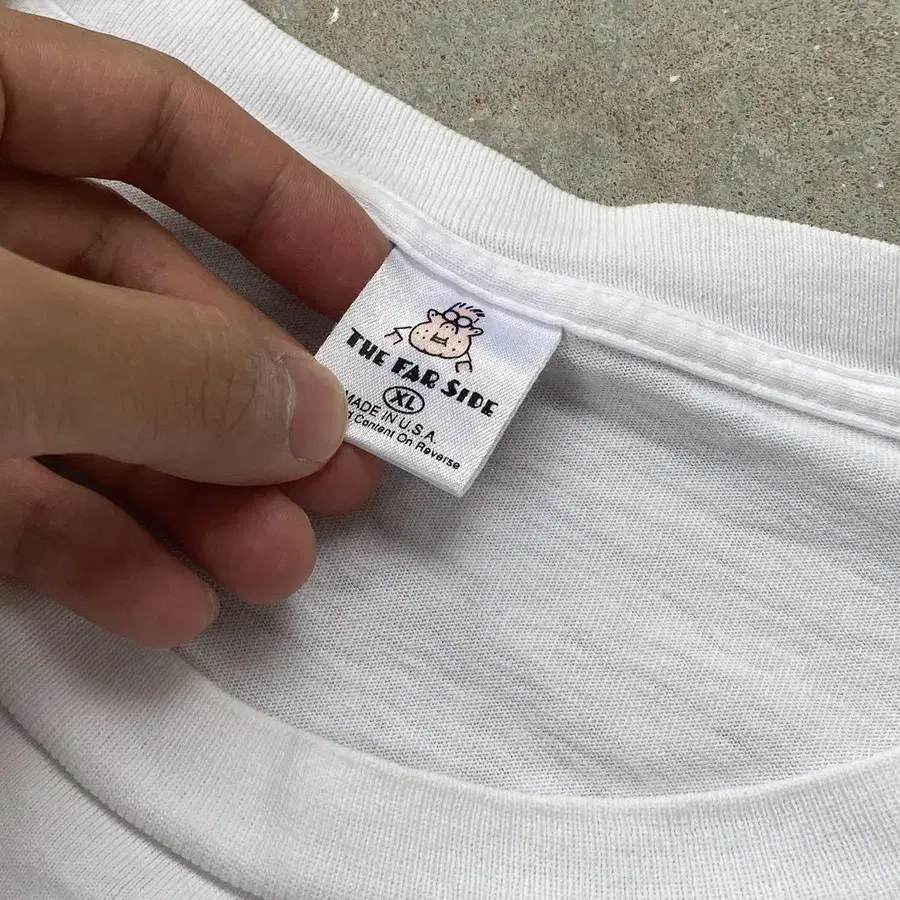 THE FAR SIDE
XL
MADE IN U.S.A.
Content On Reverse